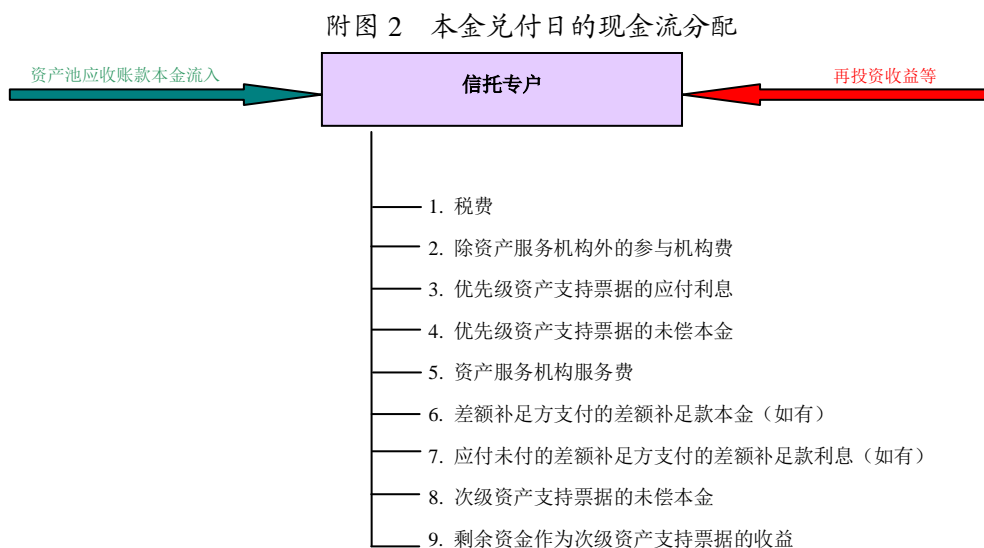 附图 2 本金兑付日的现金流分配
资产池应收账款本金流入
信托专户
再投资收益等
1. 税费
2. 除资产服务机构外的参与机构费
3. 优先级资产支持票据的应付利息
4. 优先级资产支持票据的未偿本金
5. 资产服务机构服务费
6. 差额补足方支付的差额补足款本金（如有）
7. 应付未付的差额补足方支付的差额补足款利息（如有）
8. 次级资产支持票据的未偿本金
9. 剩余资金作为次级资产支持票据的收益